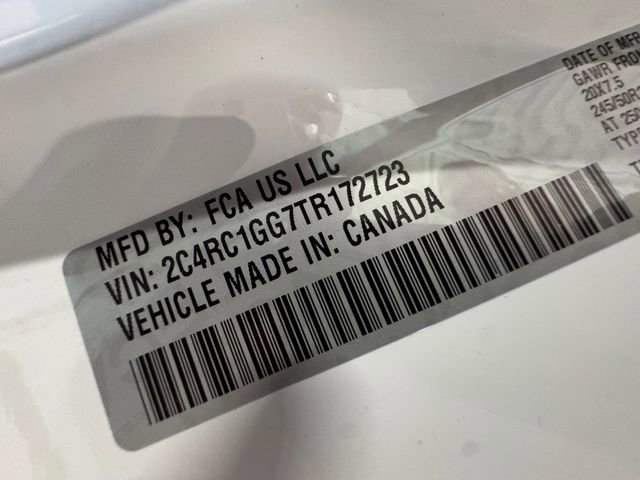 MFD BY: FCA US LLC
VIN: 2C4RC1GG7TR172723
VEHICLE MADE IN: CANADA
DATE OF MFR
GAWR FRON
20X7.5
245/50R
AT 250
TYP